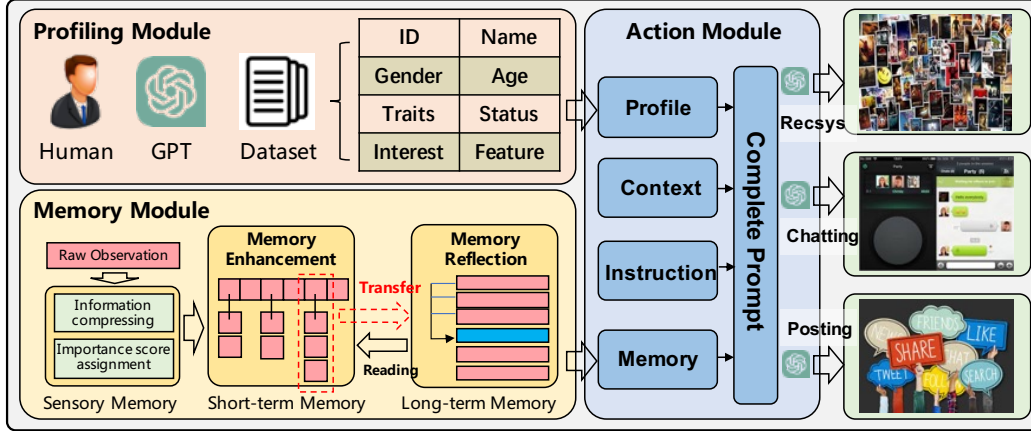 Profiling Module
Human
GPT
Dataset
ID Name
Gender Age
Traits Status
Interest Feature
Memory Module
Raw Observation
Information
compressing
Importance score
assignment
Sensory Memory
Memory
Enhancement
Short-term Memory
Transfer
Reading
Memory
Reflection
Long-term Memory
Action Module
Profile
Context
Instruction
Memory
Complete Prompt
Recsys
Chatting
Party
Posting
FRIENDS
LIKE
SHARE
CHAT
TWEET
SEARCH